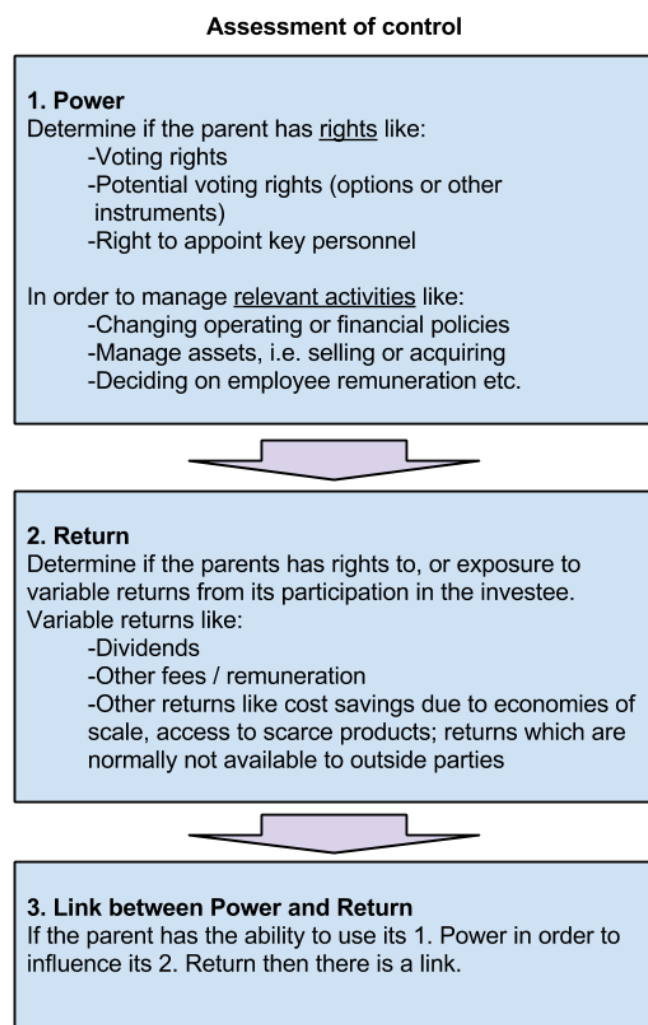 Assessment of control
1. Power
Determine if the parent has rights like:
-Voting rights
-Potential voting rights (options or other
instruments)
-Right to appoint key personnel
In order to manage relevant activities like:
-Changing operating or financial policies
-Manage assets, i.e. selling or acquiring
-Deciding on employee remuneration etc.
2. Return
Determine if the parents has rights to, or exposure to
variable returns from its participation in the investee.
Variable returns like:
-Dividends
-Other fees / remuneration
-Other returns like cost savings due to economies of
scale, access to scarce products; returns which are
normally not available to outside parties
3. Link between Power and Return
If the parent has the ability to use its 1. Power in order to
influence its 2. Return then there is a link.